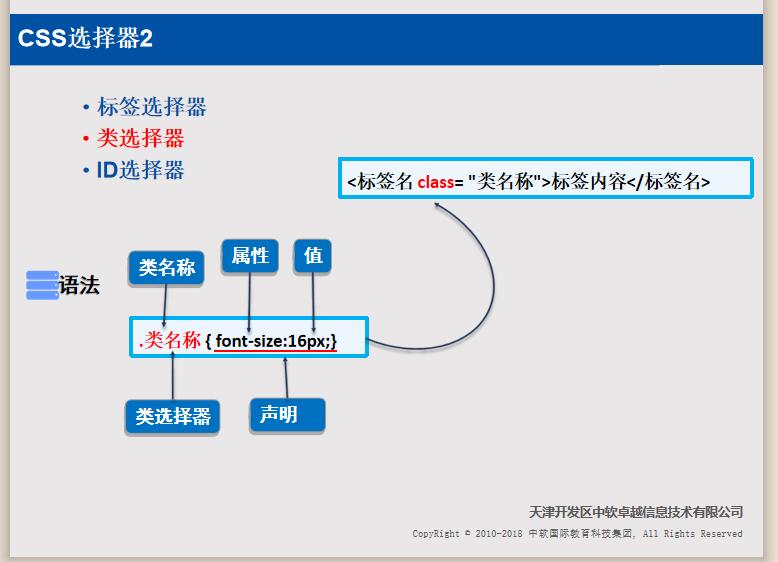 CSS选择器2
• 标签选择器
• 类选择器
• ID选择器
<标签名 class= "类名称">标签内容</标签名>
类名称
属性
值
语法
.类名称 { font-size:16px;}
类选择器
声明
天津开发区中软卓越信息技术有限公司
CopyRight © 2010-2018 中软国际教育科技集团, All Rights Reserved